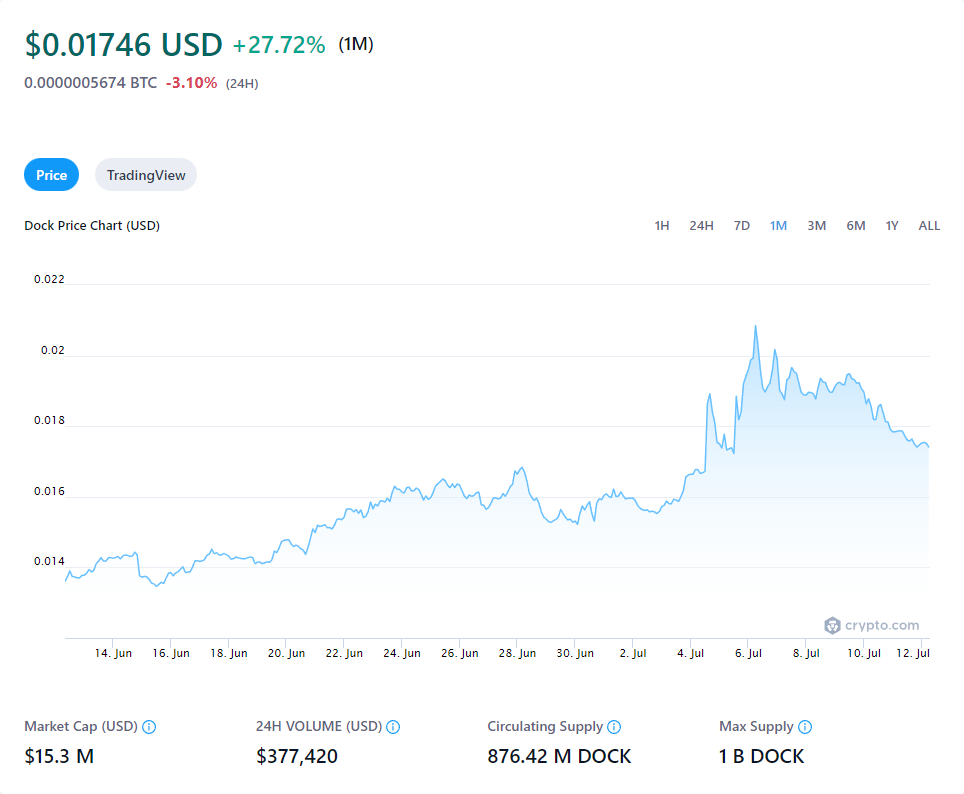 $0.01746 USD +27.72% (1M)
0.0000005674 BTC -3.10% (24H)
Price TradingView
Dock Price Chart (USD) 1H 24H 7D 1M 3M 6M 1Y ALL
0.022
0.02
0.018
0.016
0.014
crypto.com
14. Jun 16. Jun 18. Jun 20. Jun 22. Jun 24. Jun 26. Jun 28. Jun 30. Jun 2. Jul 4. Jul 6. Jul 8. Jul 10. Jul 12. Jul
Market Cap (USD) 24H VOLUME (USD) Circulating Supply Max Supply
$15.3 M $377,420 876.42 M DOCK 1 B DOCK